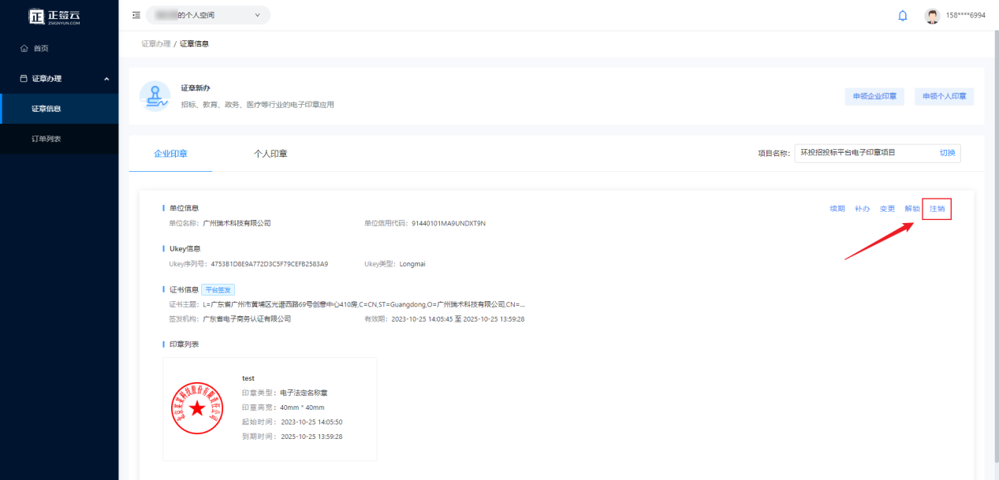 正签云
ZSIGNYUN.COM
的个人空间
158****6994
首页
证章办理
证章信息
订单列表
证章办理 / 证章信息
证章新办
招标、教育、政务、医疗等行业的电子印章应用
申领企业印章
申领个人印章
企业印章
个人印章
项目名称: 环投招投标平台电子印章项目 切换
单位信息
续期 补办 变更 解锁 注销
单位名称: 广州瑞术科技有限公司 单位信用代码: 91440101MA9UNDXT9N
Ukey信息
Ukey序列号: 4753B1D8E9A772D3C5F79CEFB2583A9 Ukey类型: Longmai
证书信息 平台签发
证书主题: L=广东省广州市黄埔区光谱西路69号创意中心410房,C=CN,ST=Guangdong,O=广州瑞术科技有限公司,CN=...
签发机构: 广东省电子商务认证有限公司 有效期: 2023-10-25 14:05:45 至 2025-10-25 13:59:28
印章列表
test
印章类型: 电子法定名称章
印章高宽: 40mm * 40mm
起始时间: 2023-10-25 14:05:50
到期时间: 2025-10-25 13:59:28